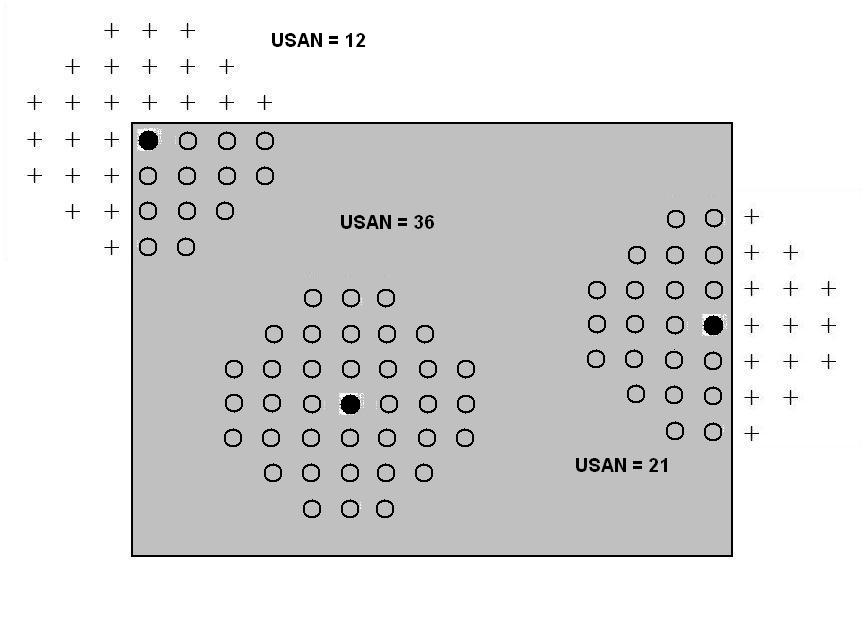 USAN = 12
USAN = 36
USAN = 21